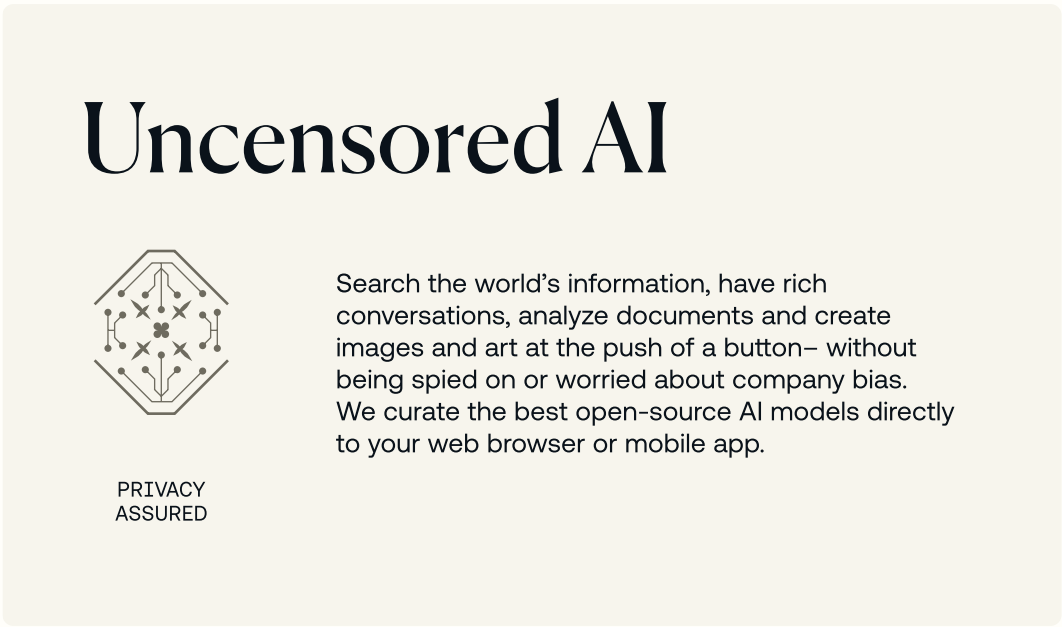 Uncensored AI
Search the world’s information, have rich
conversations, analyze documents and create
images and art at the push of a button– without
being spied on or worried about company bias.
We curate the best open-source AI models directly
to your web browser or mobile app.
PRIVACY
ASSURED